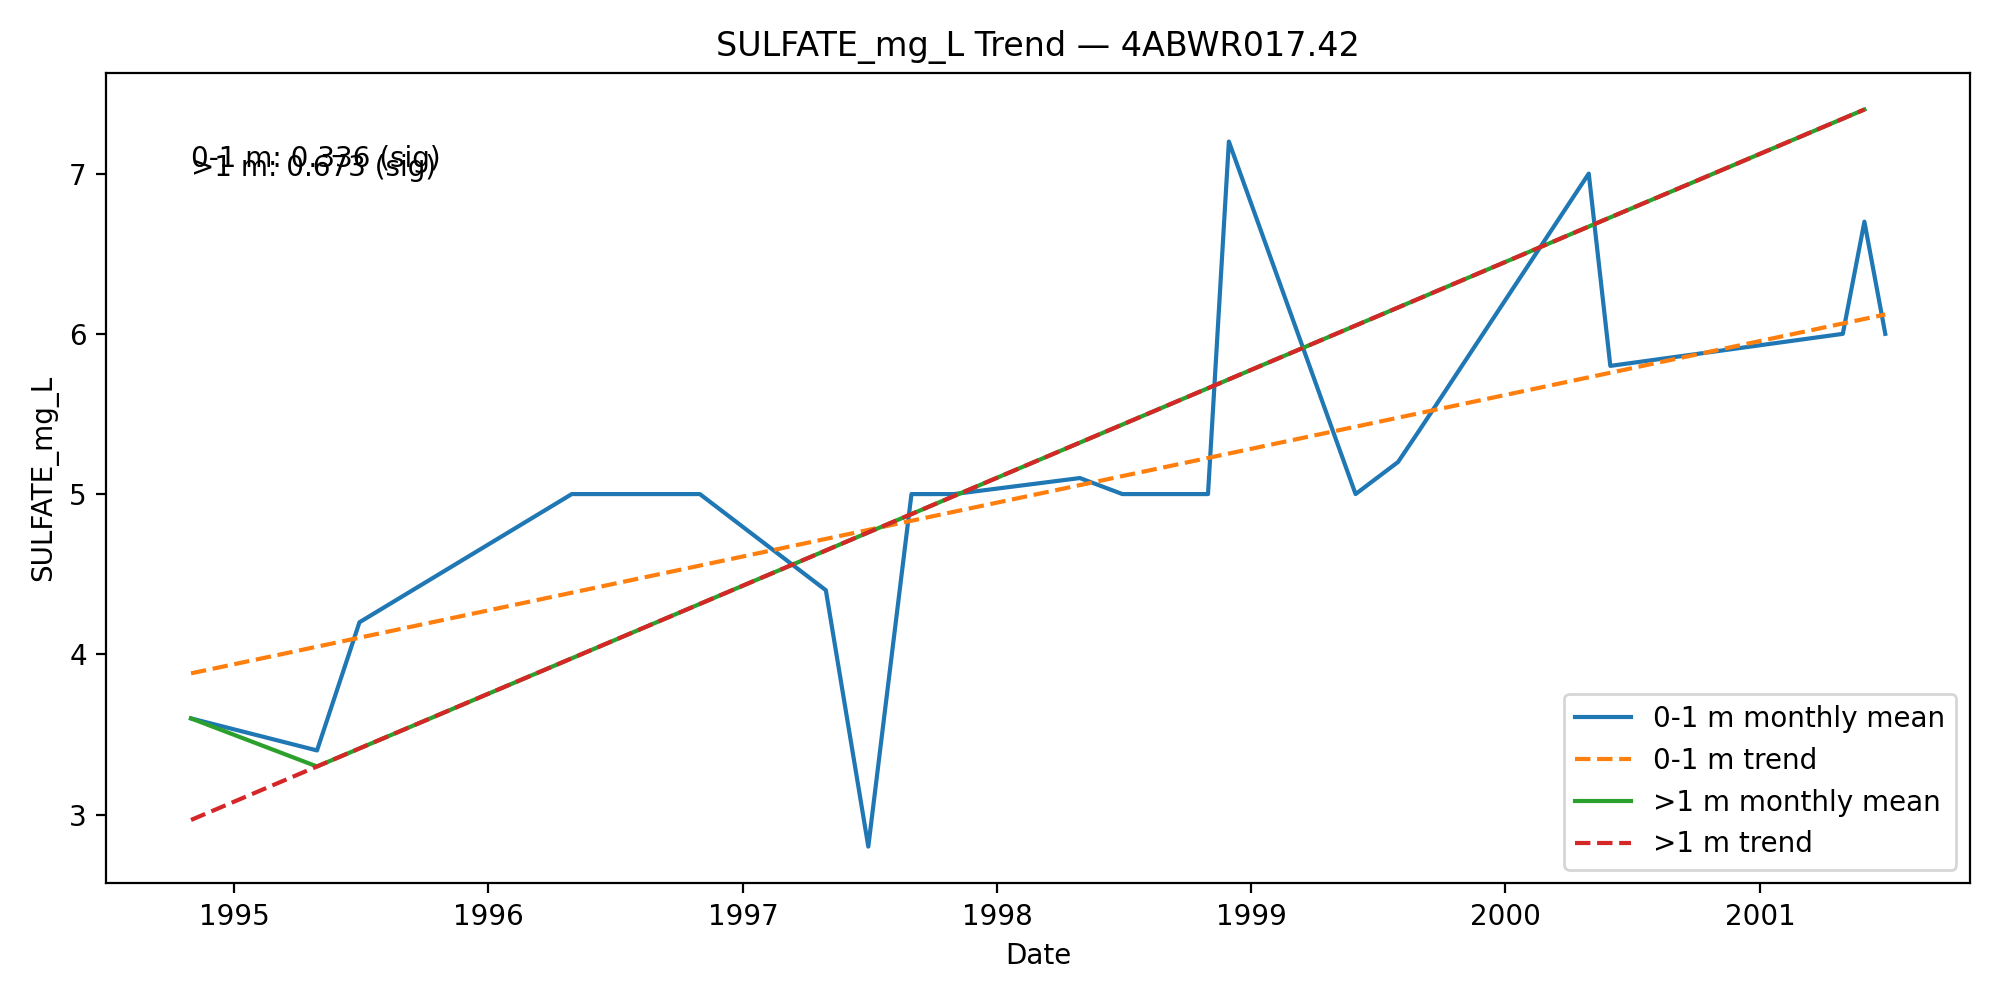 SULFATE_mg_L Trend — 4ABWR017.42
0-1 m: 0.336 (sig)
>1 m: 0.673 (sig)
SULFATE_mg_L
7
6
5
4
3
1995 1996 1997 1998 1999 2000 2001
Date
0-1 m monthly mean
0-1 m trend
>1 m monthly mean
>1 m trend